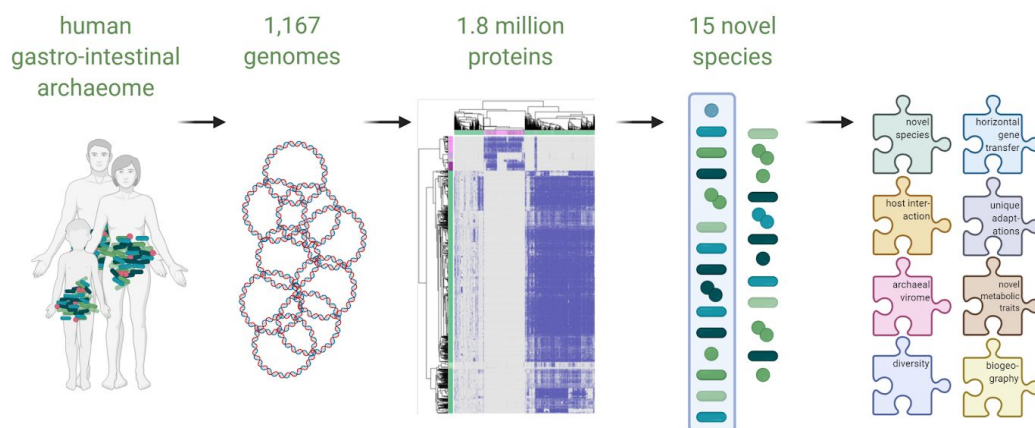 human
gastro-intestinal
archaeome
1,167
genomes
1.8 million
proteins
15 novel
species
novel
species
horizontal
gene
transfer
host inter-
action
unique
adapt-
ations
archaeal
virome
novel
metabolic
traits
diversity
biogeo-
graphy